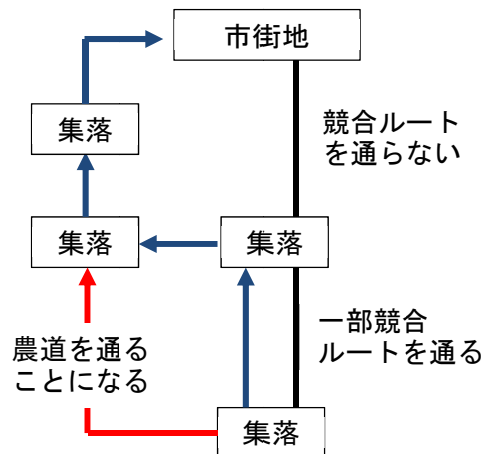 市街地
集落
競合ルート
を通らない
集落
集落
農道を通る
ことになる
一部競合
ルートを通る
集落